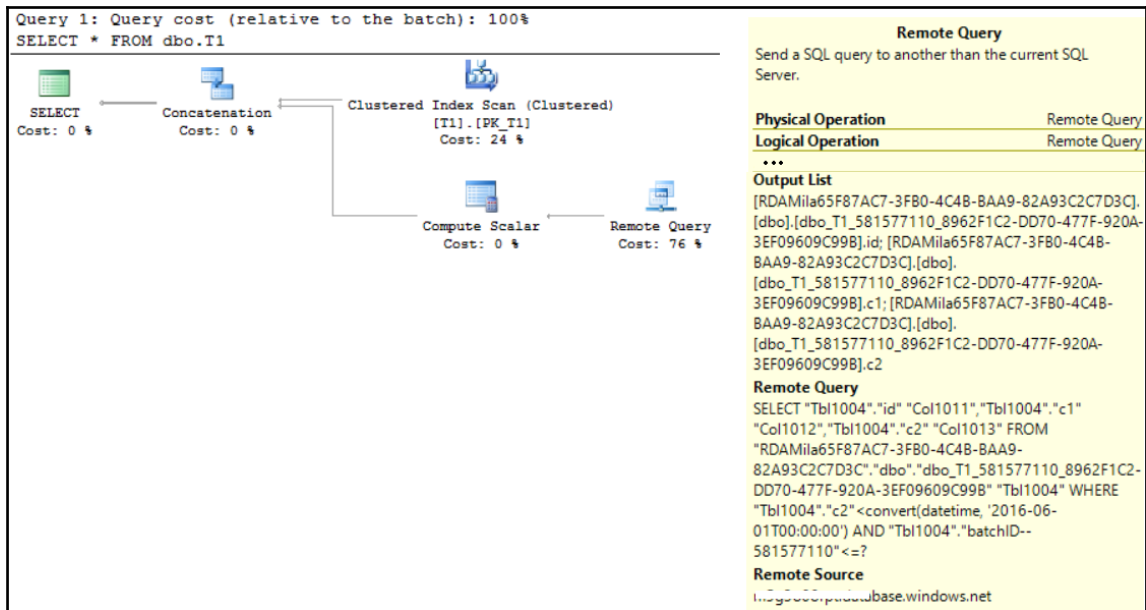 Query 1: Query cost (relative to the batch): 100%
SELECT * FROM dbo.T1
SELECT
Cost: 0 %
Concatenation
Cost: 0 %
Clustered Index Scan (Clustered)
[T1].[PK_T1]
Cost: 24 %
Compute Scalar
Cost: 0 %
Remote Query
Cost: 76 %
Remote Query
Send a SQL query to another than the current SQL
Server.
Physical Operation Remote Query
Logical Operation Remote Query
...
Output List
[RDAMila65F87AC7-3FB0-4C4B-BAA9-82A93C2C7D3C].
[dbo].[dbo_T1_581577110_8962F1C2-DD70-477F-920A-
3EF09609C99B].id; [RDAMila65F87AC7-3FB0-4C4B-
BAA9-82A93C2C7D3C].[dbo].
[dbo_T1_581577110_8962F1C2-DD70-477F-920A-
3EF09609C99B].c1; [RDAMila65F87AC7-3FB0-4C4B-
BAA9-82A93C2C7D3C].[dbo].
[dbo_T1_581577110_8962F1C2-DD70-477F-920A-
3EF09609C99B].c2
Remote Query
SELECT "Tbl1004"."id" "Col1011","Tbl1004"."c1"
"Col1012","Tbl1004"."c2" "Col1013" FROM
"RDAMila65F87AC7-3FB0-4C4B-BAA9-
82A93C2C7D3C"."dbo"."dbo_T1_581577110_8962F1C2-
DD70-477F-920A-3EF09609C99B" "Tbl1004" WHERE
"Tbl1004"."c2"<convert(datetime, '2016-06-
01T00:00:00') AND "Tbl1004"."batchID--
581577110"<=?
Remote Source
base.windows.net